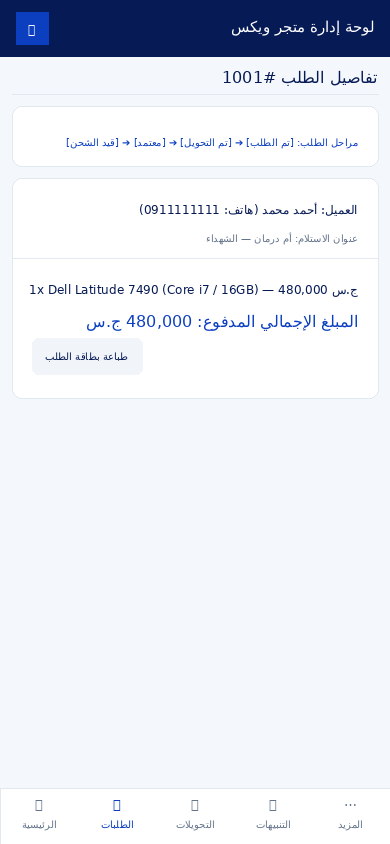 لوحة إدارة متجر ويكس
تفاصيل الطلب #1001
مراحل الطلب: [تم الطلب] ➔ [تم التحويل] ➔ [معتمد] ➔ [قيد الشحن]
العميل: أحمد محمد (هاتف: 0911111111)
عنوان الاستلام: أم درمان — الشهداء
1x Dell Latitude 7490 (Core i7 / 16GB) — 480,000 ج.س
المبلغ الإجمالي المدفوع: 480,000 ج.س
طباعة بطاقة الطلب
الرئيسية
الطلبات
التحويلات
التنبيهات
المزيد